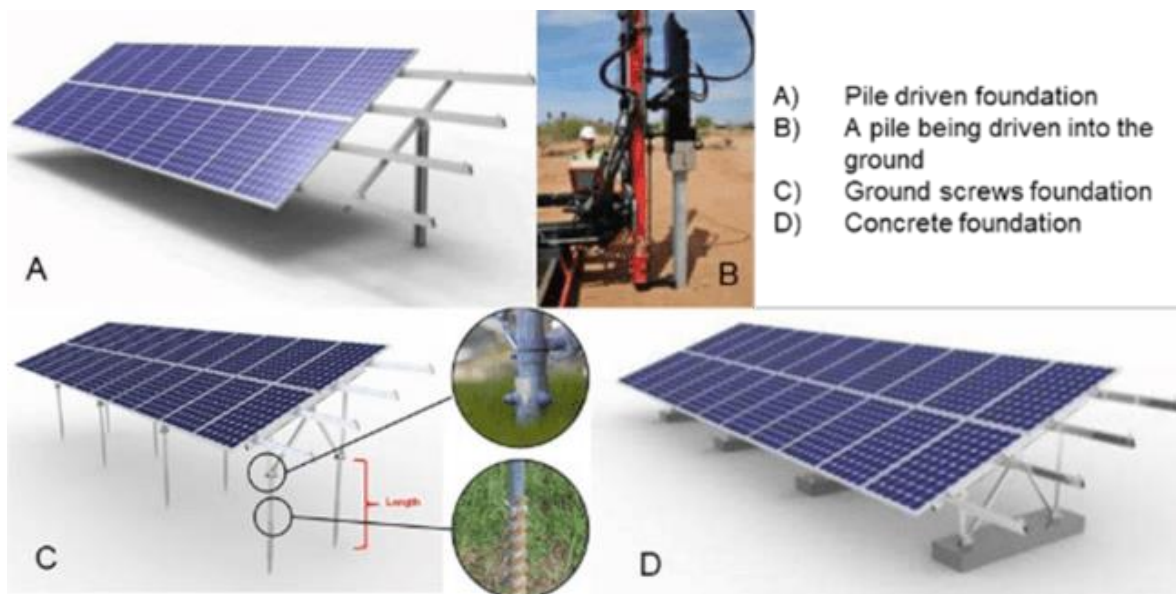 A
B
A) Pile driven foundation
B) A pile being driven into the
ground
C) Ground screws foundation
D) Concrete foundation
C
Length
D